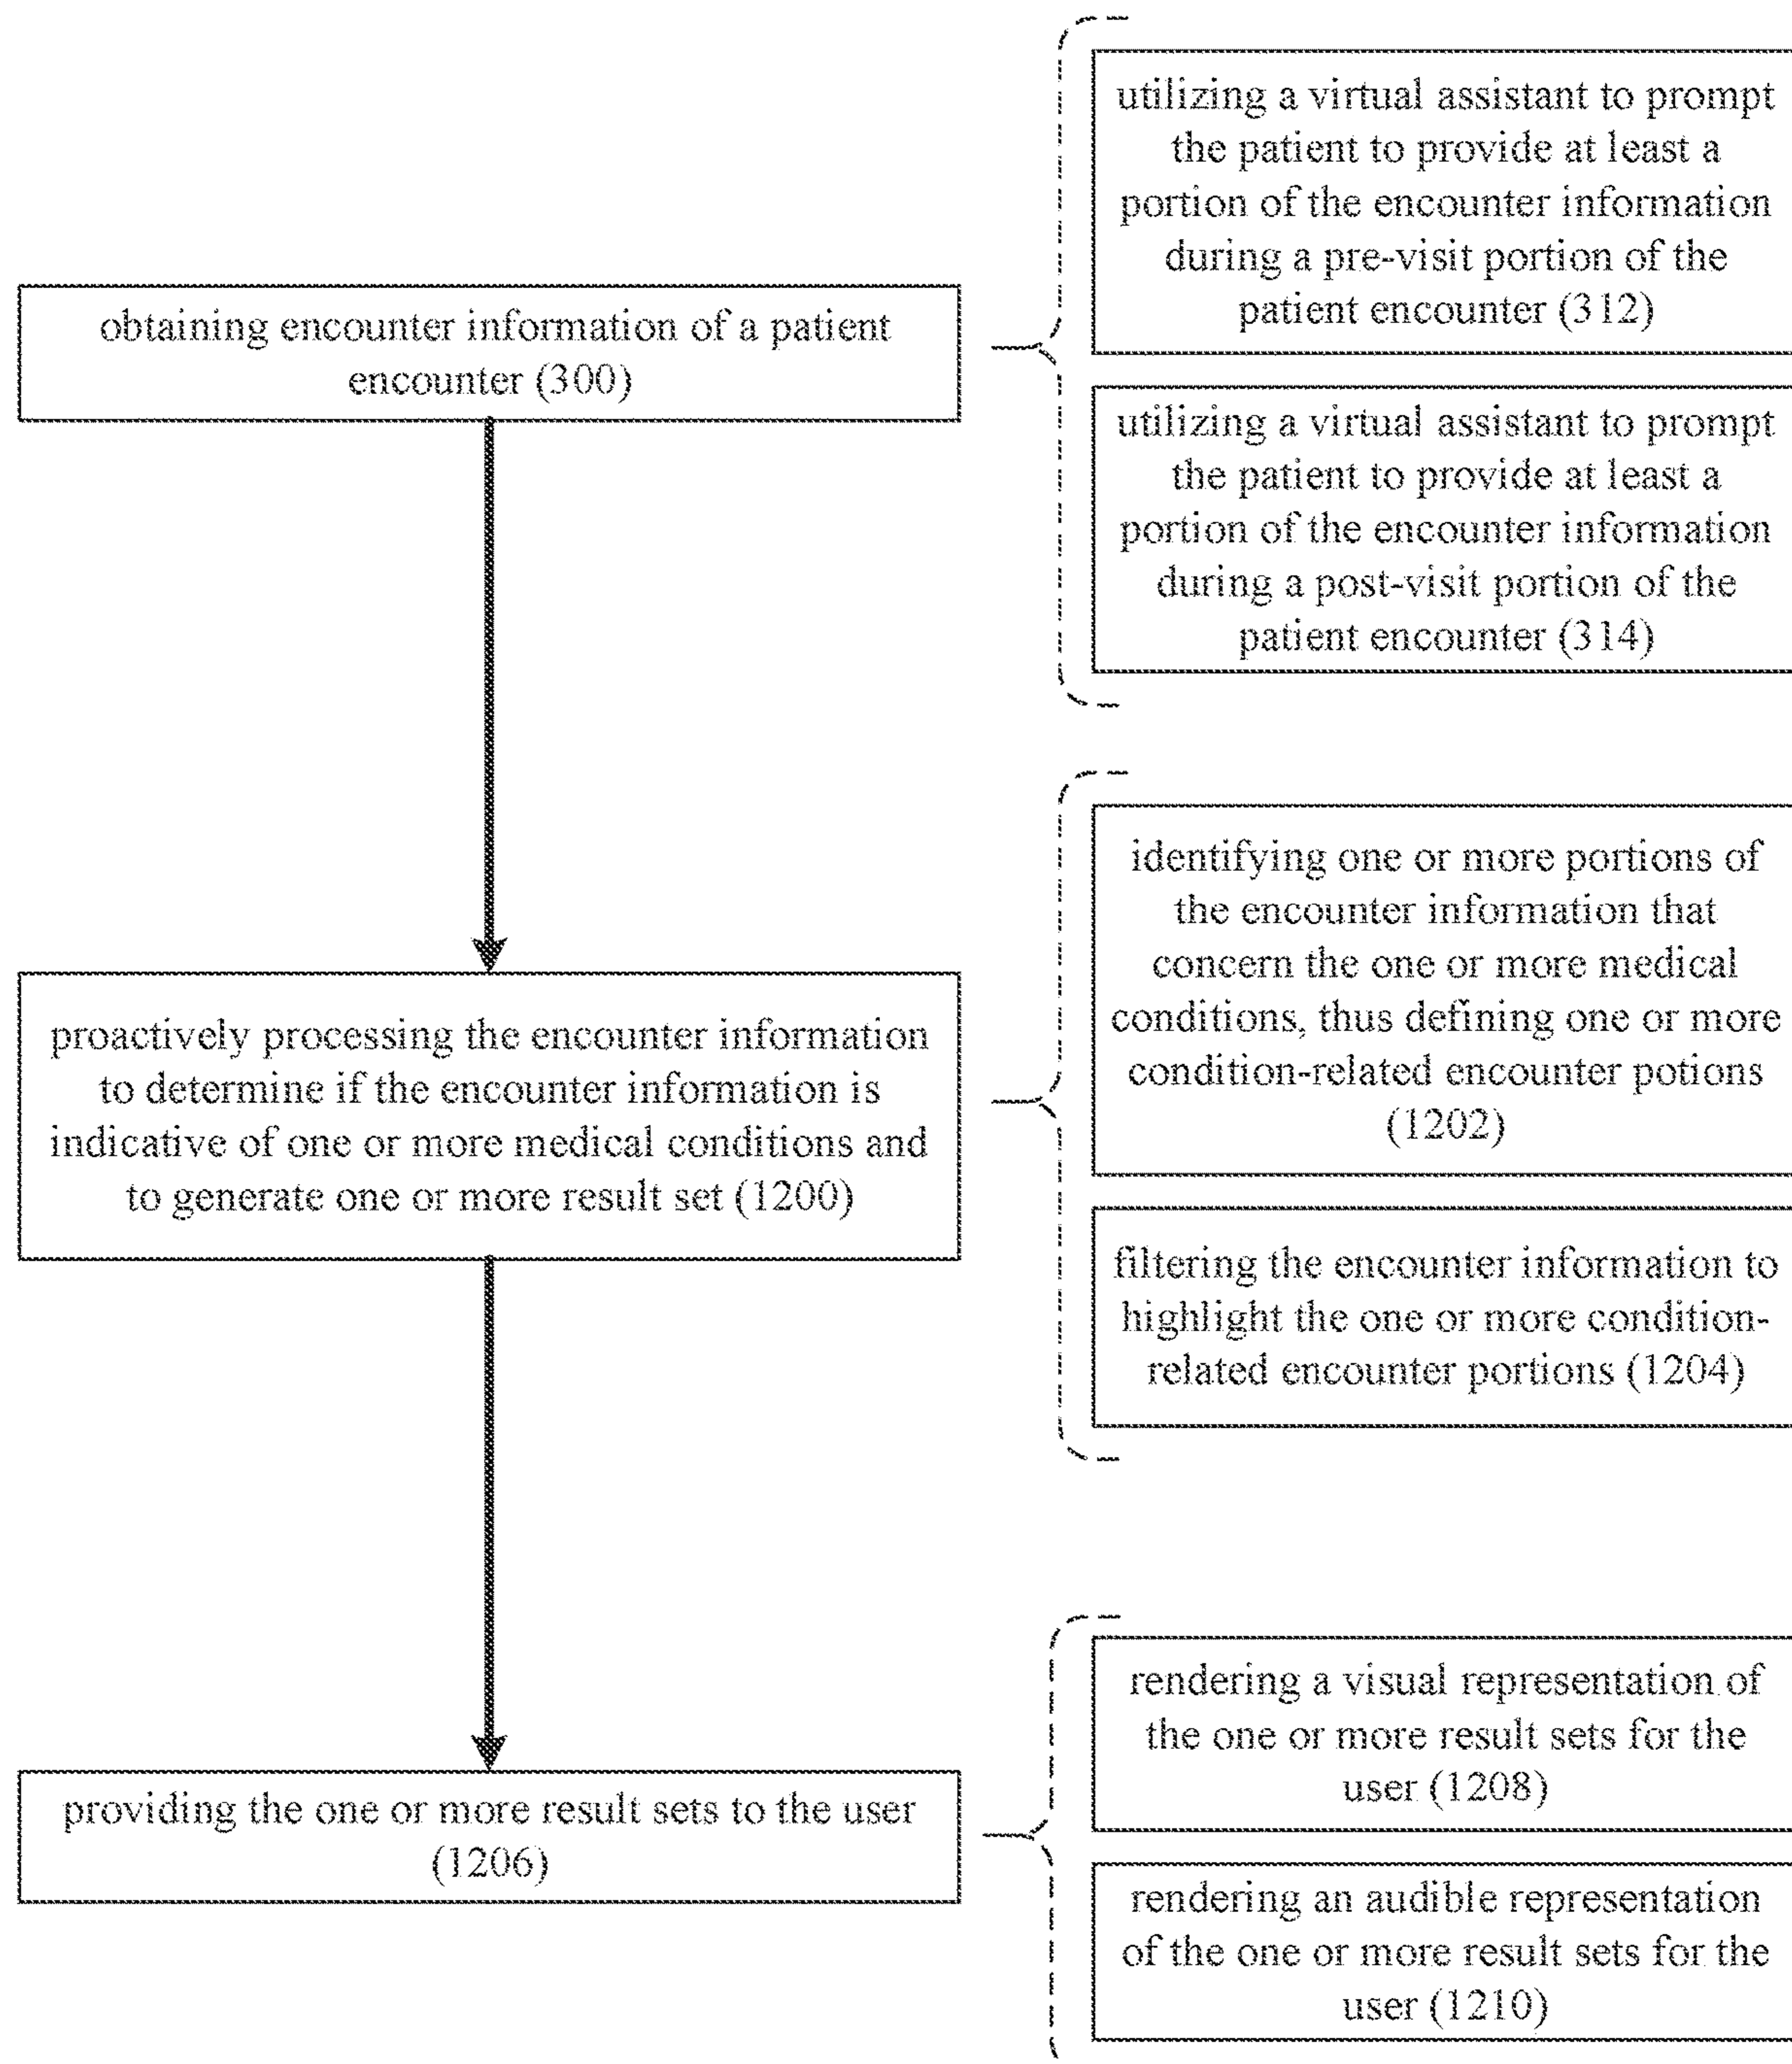 utilizing a virtual assistant to prompt
the patient to provide at least a
portion of the encounter information
during a pre-visit portion of the
patient encounter (312)
obtaining encounter information of a patient
encounter (300)
utilizing a virtual assistant to prompt
the patient to provide at least a
portion of the encounter information
during a post-visit portion of the
patient encounter (314)
identifying one or more portions of
the encounter information that
concern the one or more medical
conditions, thus defining one or more
condition-related encounter potions
(1202)
proactively processing the encounter information
to determine if the encounter information is
indicative of one or more medical conditions and
to generate one or more result set (1200)
filtering the encounter information to
highlight the one or more condition-
related encounter portions (1204)
rendering a visual representation of
the one or more result sets for the
user (1208)
providing the one or more result sets to the user
(1206)
rendering an audible representation
of the one or more result sets for the
user (1210)